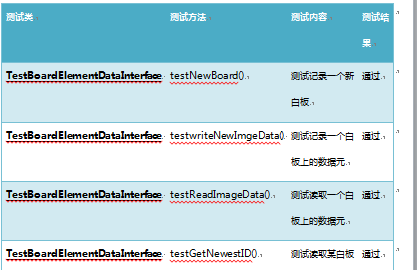 测试类 测试方法 测试内容 测试结
果
TestBoardElementDataInterface testNewBoard() 测试记录一个新 通过
白板
TestBoardElementDataInterface testwriteNewImgeData() 测试记录一个白 通过
板上的数据元
TestBoardElementDataInterface testReadImageData() 测试读取一个白 通过
板上的数据元
TestBoardElementDataInterface testGetNewestID() 测试读取某白板 通过